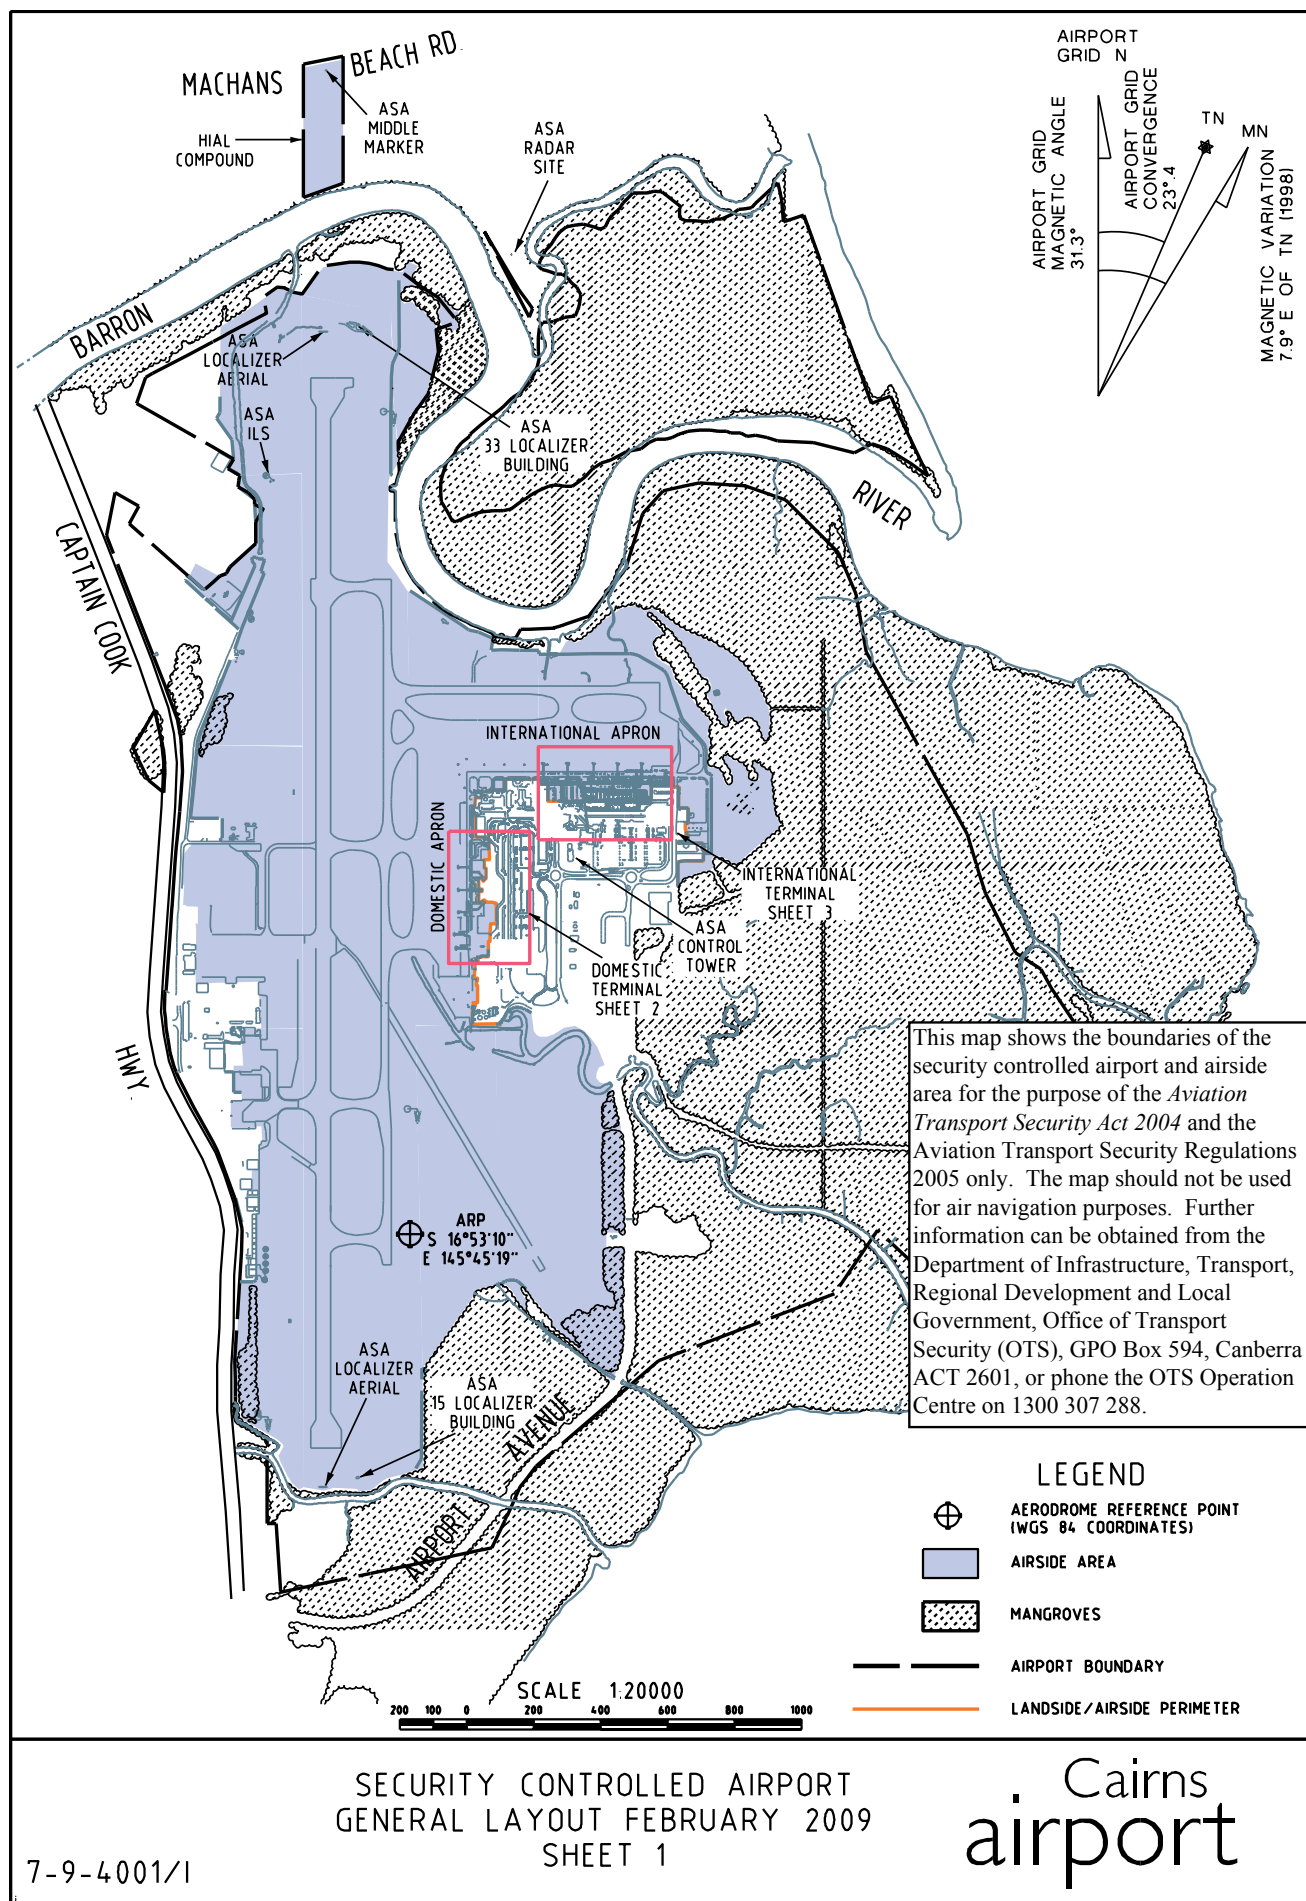 MACHANS
BEACH RD.
ASA
MIDDLE
MARKER
HIAL
COMPOUND
ASA
RADAR
SITE
AIRPORT
GRID N
AIRPORT GRID
MAGNETIC ANGLE
31.3°
AIRPORT GRID
CONVERGENCE
23°.4
TN
MN
MAGNETIC VARIATION
7.9° E OF TN (1998)
BARRON
ASA
LOCALIZER
AERIAL
ASA
ILS
ASA
33 LOCALIZER
BUILDING
RIVER
CAPTAIN COOK
HWY
INTERNATIONAL APRON
DOMESTIC APRON
INTERNATIONAL
TERMINAL
SHEET 3
ASA
CONTROL
TOWER
DOMESTIC
TERMINAL
SHEET 2
This map shows the boundaries of the
security controlled airport and airside
area for the purpose of the Aviation
Transport Security Act 2004 and the
Aviation Transport Security Regulations
2005 only. The map should not be used
for air navigation purposes. Further
information can be obtained from the
Department of Infrastructure, Transport,
Regional Development and Local
Government, Office of Transport
Security (OTS), GPO Box 594, Canberra
ACT 2601, or phone the OTS Operation
Centre on 1300 307 288.
ARP
S 16°53'10"
E 145°45'19"
ASA
LOCALIZER
AERIAL
ASA
15 LOCALIZER
BUILDING
AIRPORT AVENUE
LEGEND
AERODROME REFERENCE POINT
(WGS 84 COORDINATES)
AIRSIDE AREA
MANGROVES
AIRPORT BOUNDARY
LANDSIDE/AIRSIDE PERIMETER
SCALE 1:20000
200 100 0 200 400 600 800 1000
SECURITY CONTROLLED AIRPORT
GENERAL LAYOUT FEBRUARY 2009
SHEET 1
Cairns
airport
7-9-4001/I